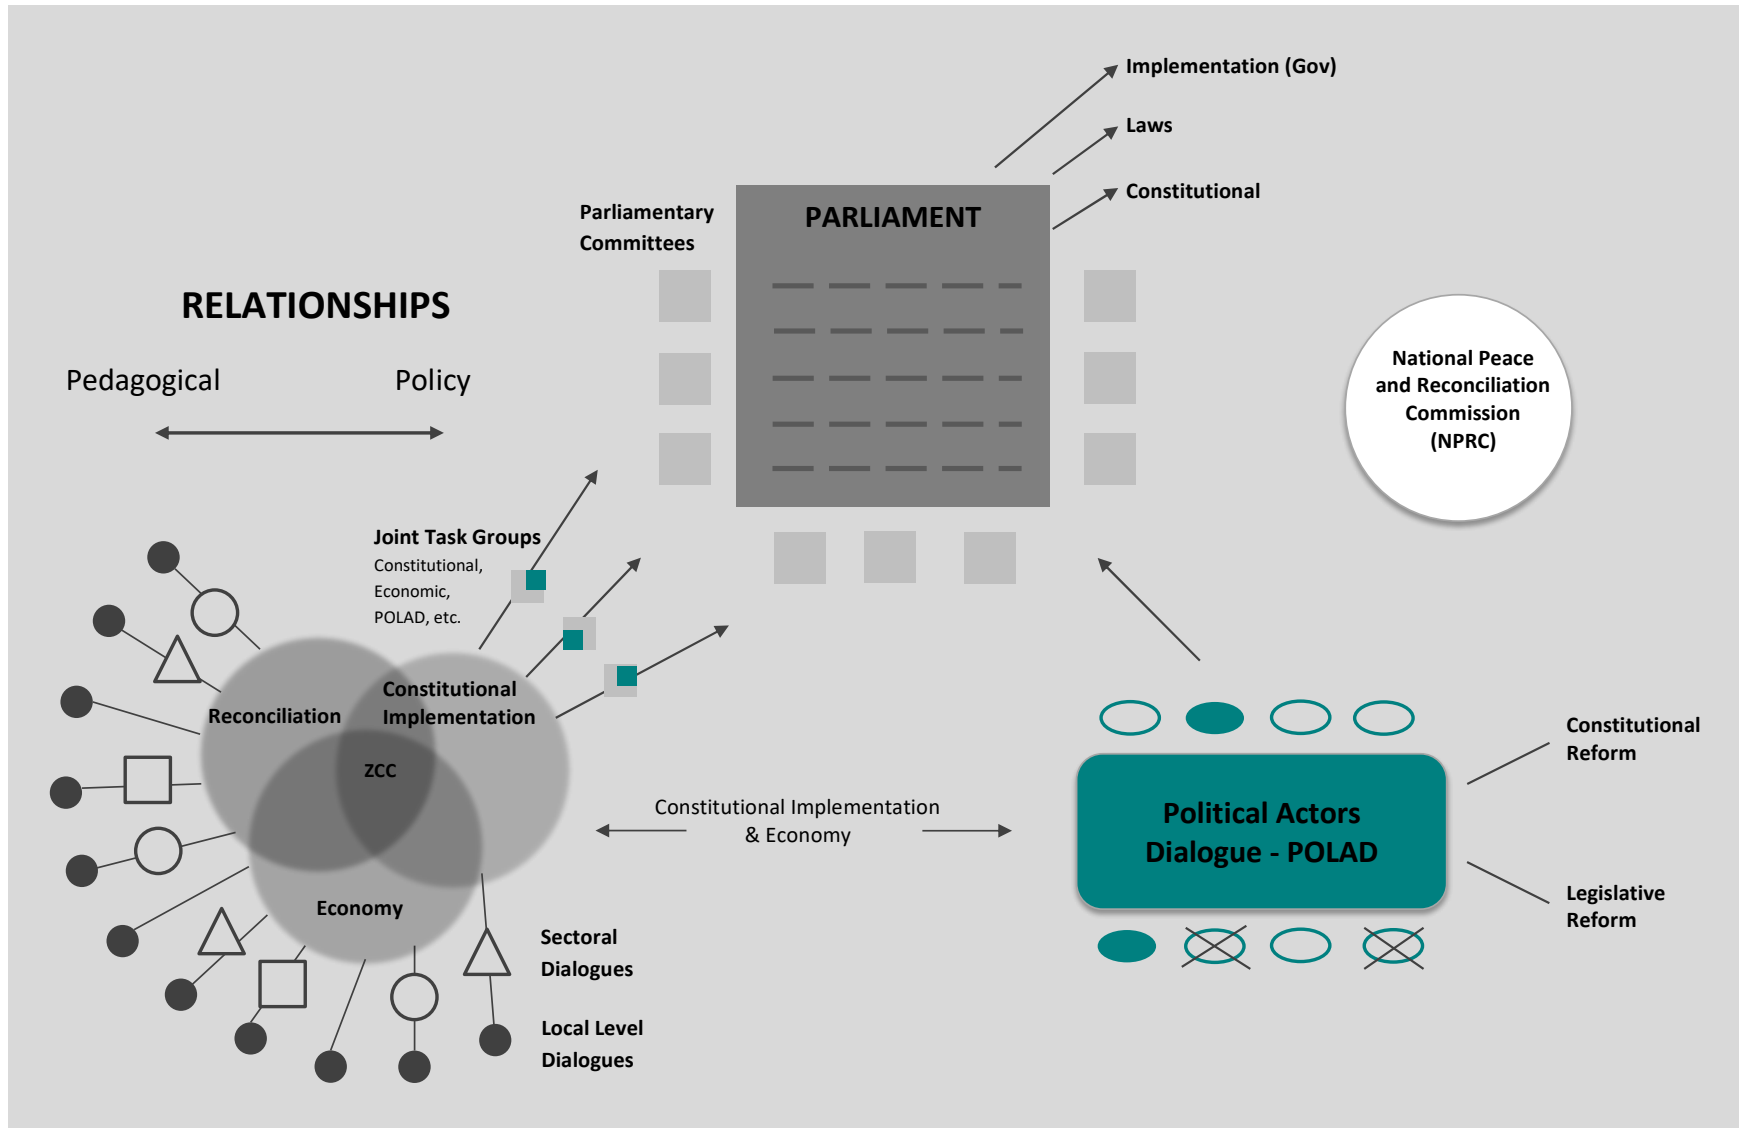 Implementation (Gov)
Laws
Constitutional
Parliamentary
Committees
PARLIAMENT
RELATIONSHIPS
Pedagogical
Policy
National Peace
and Reconciliation
Commission
(NPRC)
Joint Task Groups
Constitutional,
Economic,
POLAD, etc.
Reconciliation
Constitutional
Implementation
ZCC
Economy
Constitutional Implementation
& Economy
Political Actors
Dialogue - POLAD
Constitutional
Reform
Legislative
Reform
Sectoral
Dialogues
Local Level
Dialogues